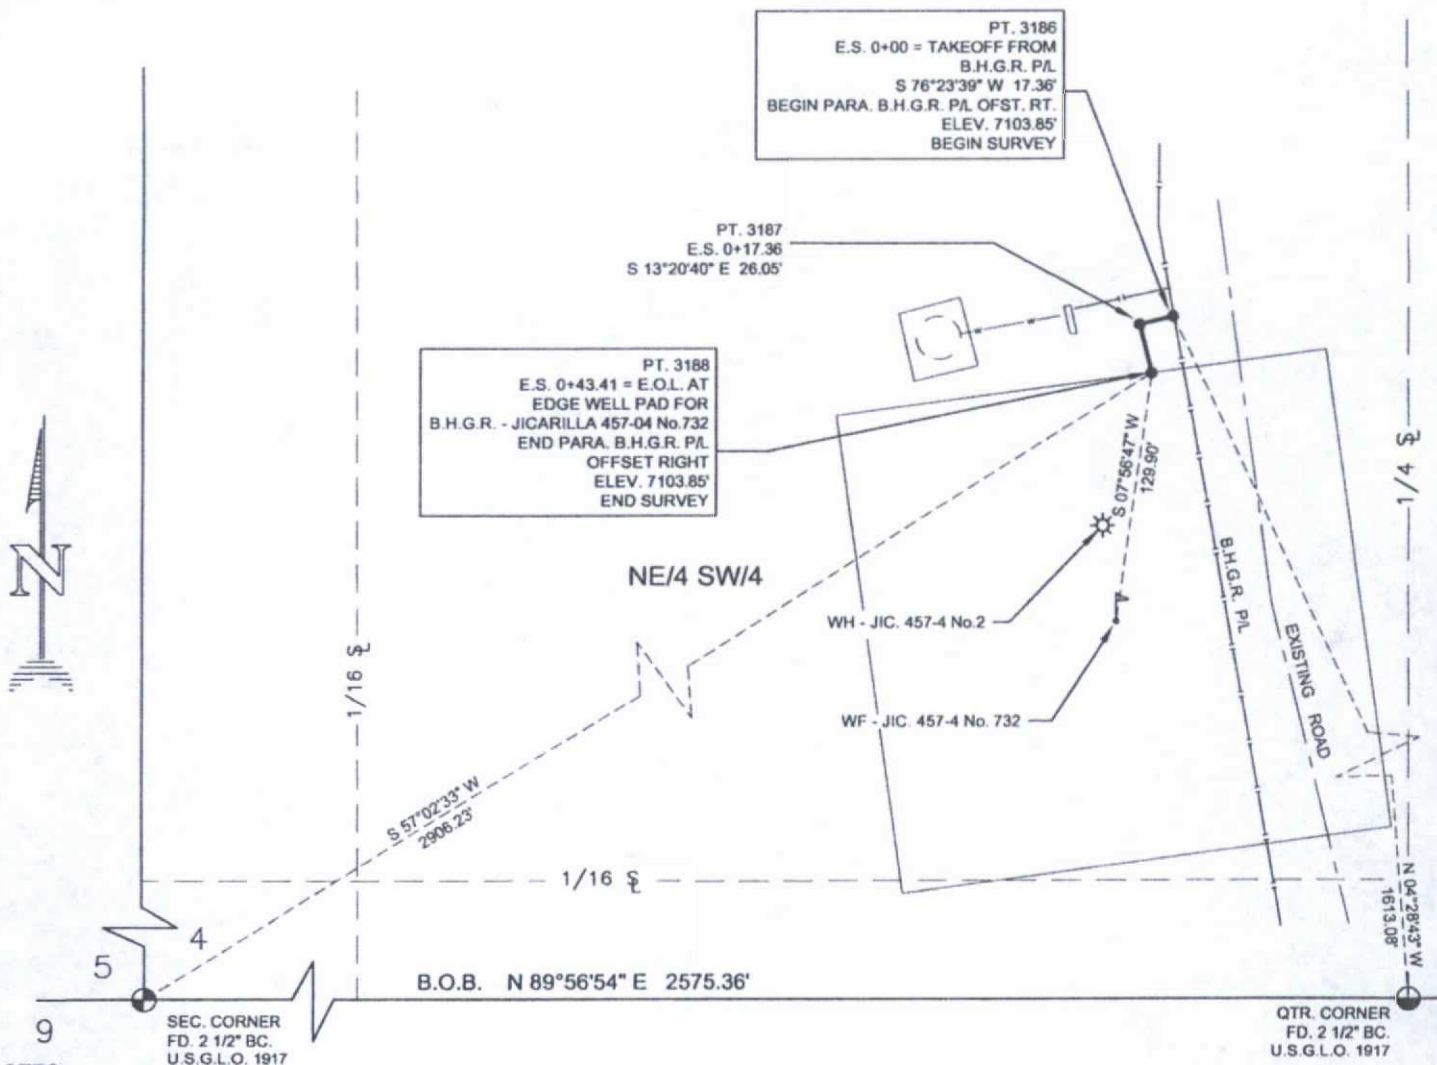 PT. 3186
E.S. 0+00 = TAKEOFF FROM
B.H.G.R. P/L
S 76°23'39" W 17.36'
BEGIN PARA. B.H.G.R. P/L OFST. RT.
ELEV. 7103.85'
BEGIN SURVEY
PT. 3187
E.S. 0+17.36
S 13°20'40" E 26.05'
PT. 3188
E.S. 0+43.41 = E.O.L. AT
EDGE WELL PAD FOR
B.H.G.R. - JICARILLA 457-04 No.732
END PARA. B.H.G.R. P/L
OFFSET RIGHT
ELEV. 7103.85'
END SURVEY
1/4 ℄
S 07°56'47" W
129.90'
N
NE/4 SW/4
B.H.G.R. P/L
WH - JIC. 457-4 No.2
EXISTING ROAD
1/16 ℄
WF - JIC. 457-4 No. 732
S 57°02'33" W
2906.23'
1/16 ℄
N 04°28'43" W
1613.08'
4
5
B.O.B. N 89°56'54" E 2575.36'
9
SEC. CORNER
FD. 2 1/2" BC.
U.S.G.L.O. 1917
QTR. CORNER
FD. 2 1/2" BC.
U.S.G.L.O. 1917